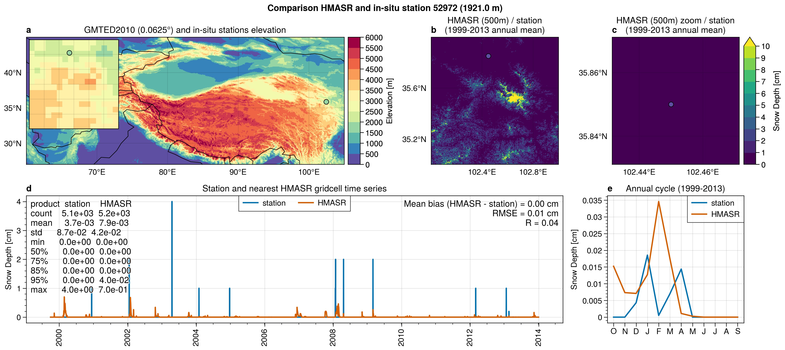 Comparison HMASR and in-situ station 52972 (1921.0 m)
a
GMTED2010 (0.0625°) and in-situ stations elevation
40°N
35°N
30°N
70°E
80°E
90°E
100°E
6000
5500
5000
4500
4000
3500
3000
2500
2000
1500
1000
500
0
Elevation [m]
b
HMASR (500m) / station
(1999-2013 annual mean)
35.6°N
35.2°N
102.4°E
102.8°E
c
HMASR (500m) zoom / station
(1999-2013 annual mean)
35.86°N
35.84°N
102.44°E
102.46°E
10
9
8
7
6
5
4
3
2
1
0
Snow Depth [cm]
d
Station and nearest HMASR gridcell time series
product station HMASR
count 5.1e+03 5.2e+03
mean 3.7e-03 7.9e-03
std 8.7e-02 4.2e-02
min 0.0e+00 0.0e+00
50% 0.0e+00 0.0e+00
75% 0.0e+00 0.0e+00
85% 0.0e+00 0.0e+00
95% 0.0e+00 4.0e-02
max 4.0e+00 7.0e-01
station
HMASR
Mean bias (HMASR - station) = 0.00 cm
RMSE = 0.01 cm
R = 0.04
Snow Depth [cm]
4
3
2
1
0
2000
2002
2004
2006
2008
2010
2012
2014
e
Annual cycle (1999-2013)
station
HMASR
Snow Depth [cm]
0.035
0.030
0.025
0.020
0.015
0.010
0.005
0
O N D J F M A M J J A S